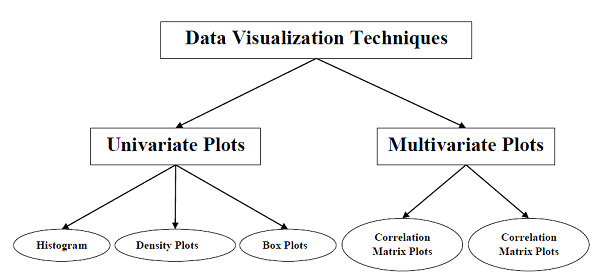 Data Visualization Techniques
Univariate Plots
Multivariate Plots
Histogram
Density Plots
Box Plots
Correlation
Matrix Plots
Correlation
Matrix Plots